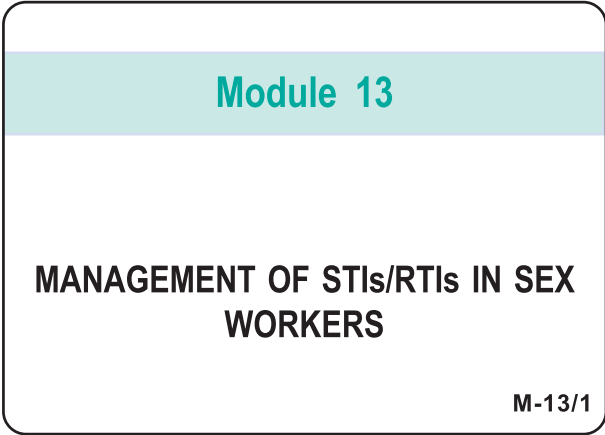 Module 13
MANAGEMENT OF STIs/RTIs IN SEX
WORKERS
M-13/1